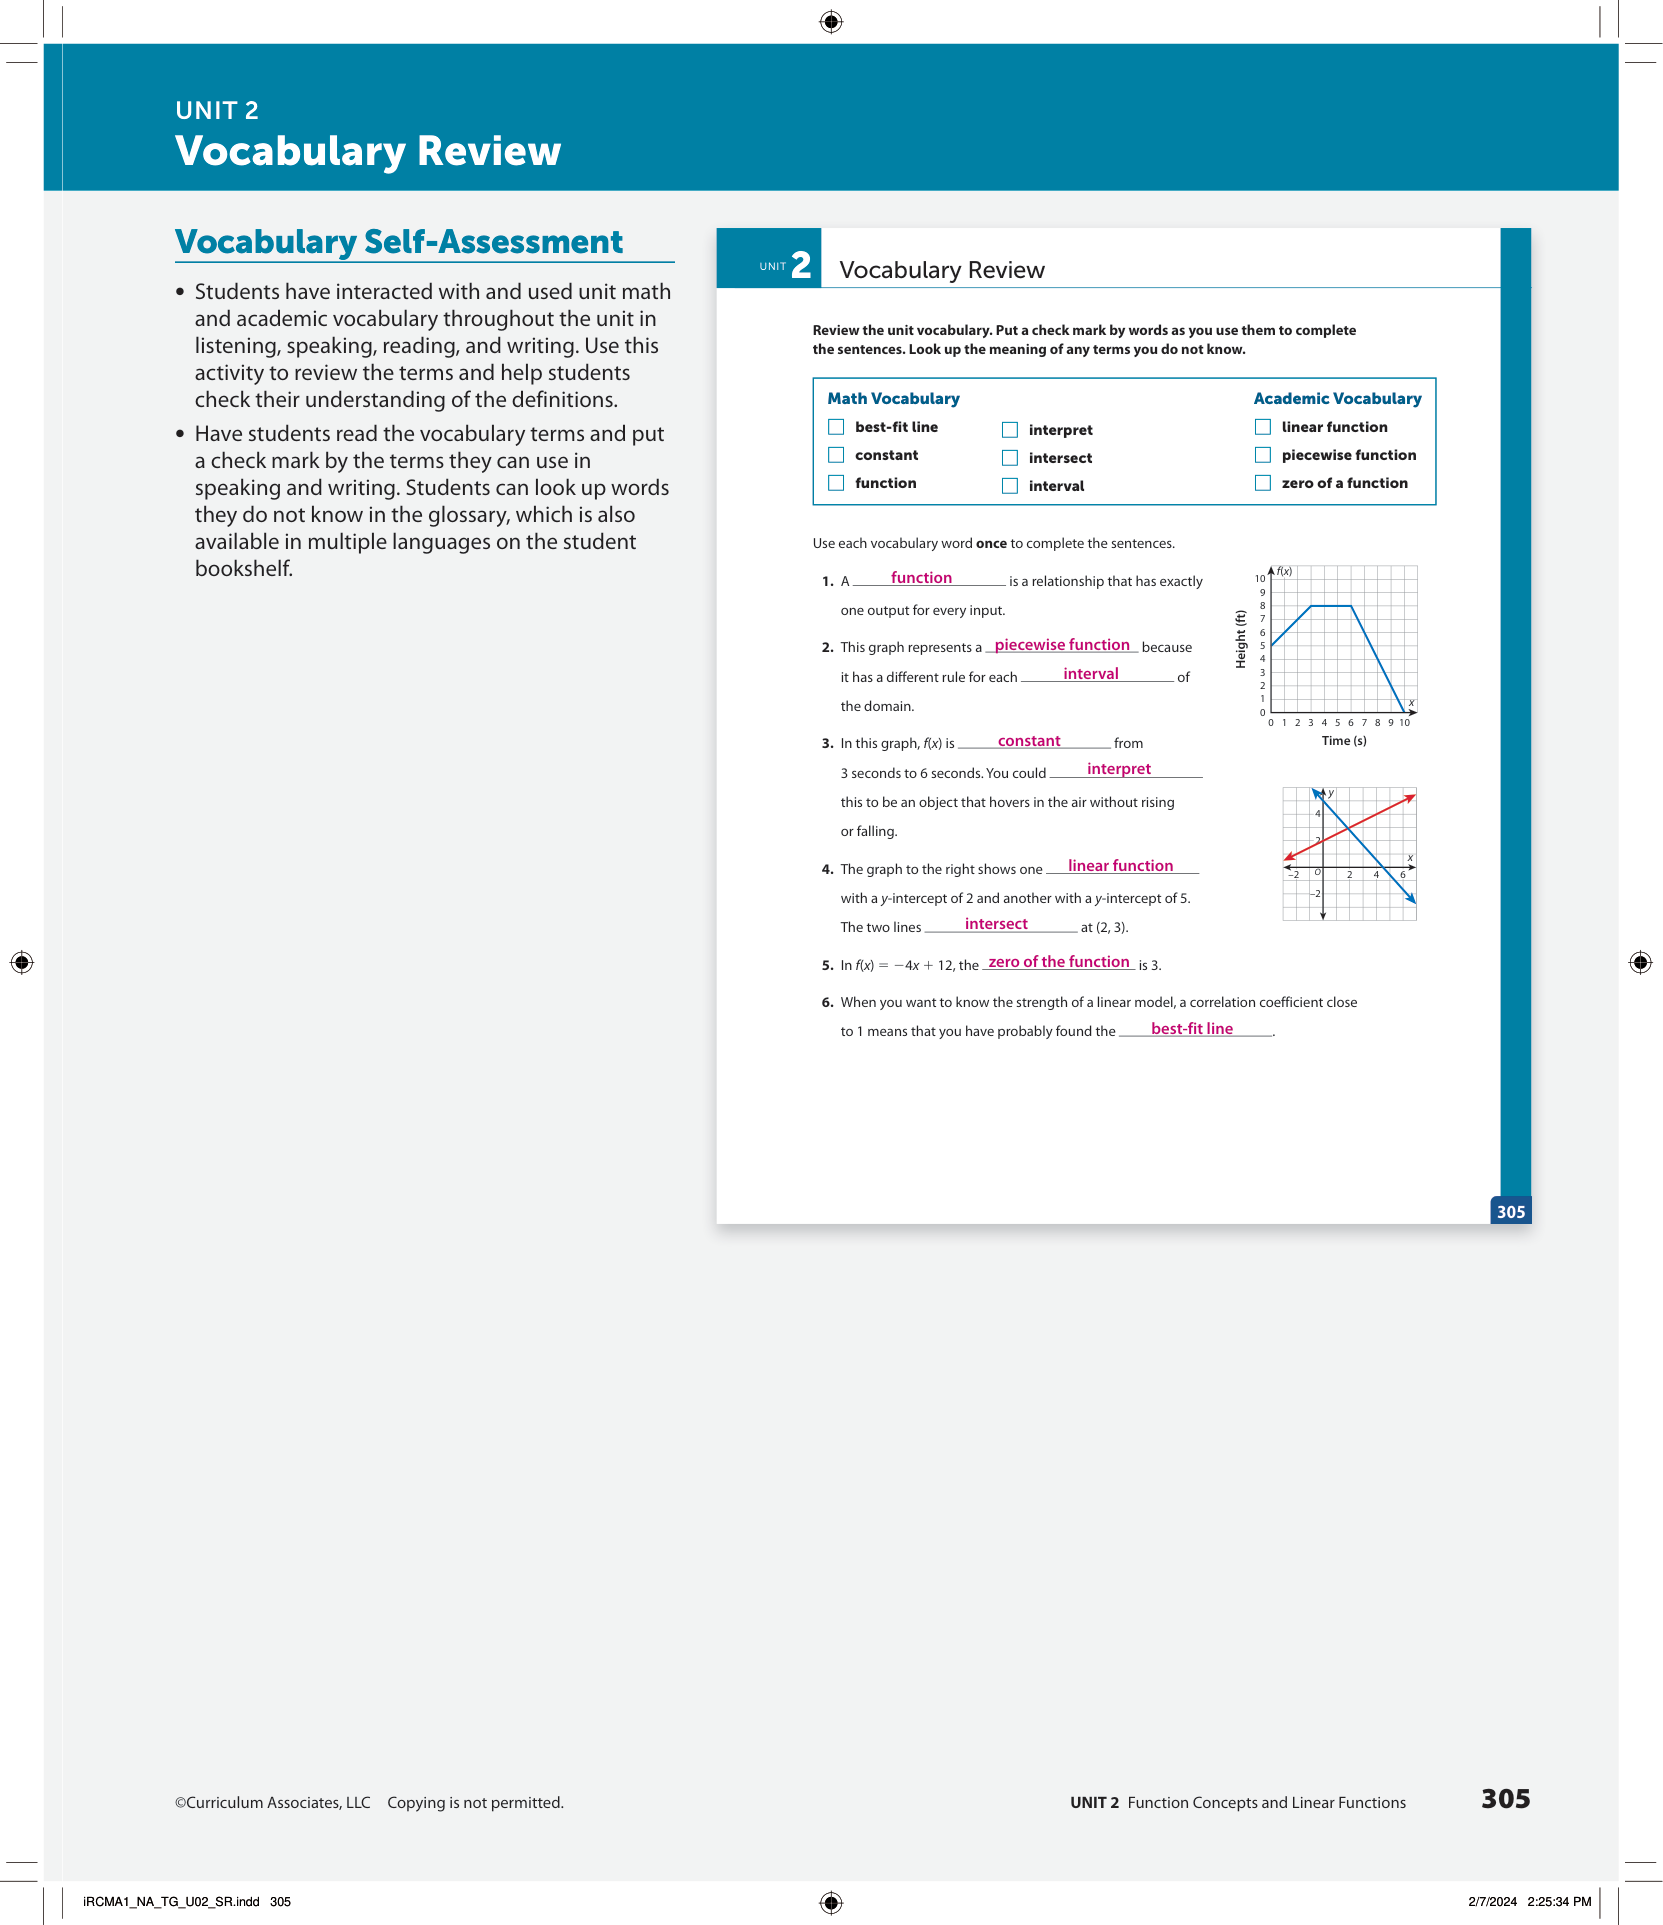 UNIT 2
Vocabulary Review
Vocabulary Self-Assessment
• Students have interacted with and used unit math
and academic vocabulary throughout the unit in
listening, speaking, reading, and writing. Use this
activity to review the terms and help students
check their understanding of the definitions.
• Have students read the vocabulary terms and put
a check mark by the terms they can use in
speaking and writing. Students can look up words
they do not know in the glossary, which is also
available in multiple languages on the student
bookshelf.
UNIT 2 Vocabulary Review
Review the unit vocabulary. Put a check mark by words as you use them to complete
the sentences. Look up the meaning of any terms you do not know.
Math Vocabulary
best-fit line
constant
function
interpret
intersect
interval
Academic Vocabulary
linear function
piecewise function
zero of a function
Use each vocabulary word once to complete the sentences.
1. A function is a relationship that has exactly
one output for every input.
2. This graph represents a piecewise function because
it has a different rule for each interval of
the domain.
3. In this graph, f(x) is constant from
3 seconds to 6 seconds. You could interpret
this to be an object that hovers in the air without rising
or falling.
4. The graph to the right shows one linear function
with a y-intercept of 2 and another with a y-intercept of 5.
The two lines intersect at (2, 3).
5. In f(x) = −4x + 12, the zero of the function is 3.
6. When you want to know the strength of a linear model, a correlation coefficient close
to 1 means that you have probably found the best-fit line.
f(x)
10
9
8
7
6
5
4
3
2
1
0
Height (ft)
x
0 1 2 3 4 5 6 7 8 9 10
Time (s)
y
4
2
x
−2 O 2 4 6
−2
305
©Curriculum Associates, LLC Copying is not permitted.
UNIT 2 Function Concepts and Linear Functions 305
iRCMA1_NA_TG_U02_SR.indd 305
2/7/2024 2:25:34 PM